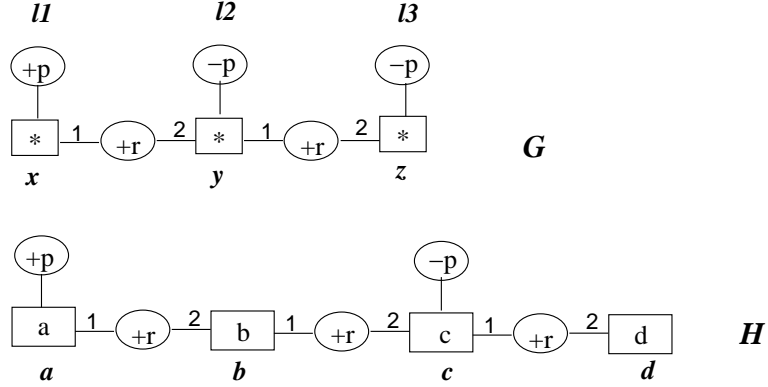 l1 l2 l3
+p −p −p
* 1 +r 2 * 1 +r 2 *
G
x y z
+p −p
a 1 +r 2 b 1 +r 2 c 1 +r 2 d
H
a b c d